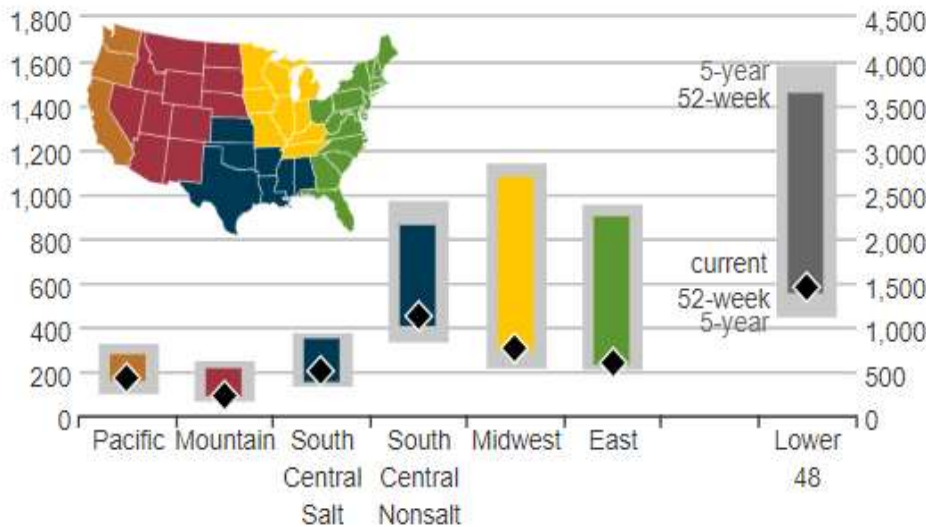 1,800
1,600
1,400
1,200
1,000
800
600
400
200
0
4,500
4,000
3,500
3,000
2,500
2,000
1,500
1,000
500
0
5-year
52-week
current
52-week
5-year
Pacific
Mountain
South
Central
Salt
South
Central
Nonsalt
Midwest
East
Lower
48